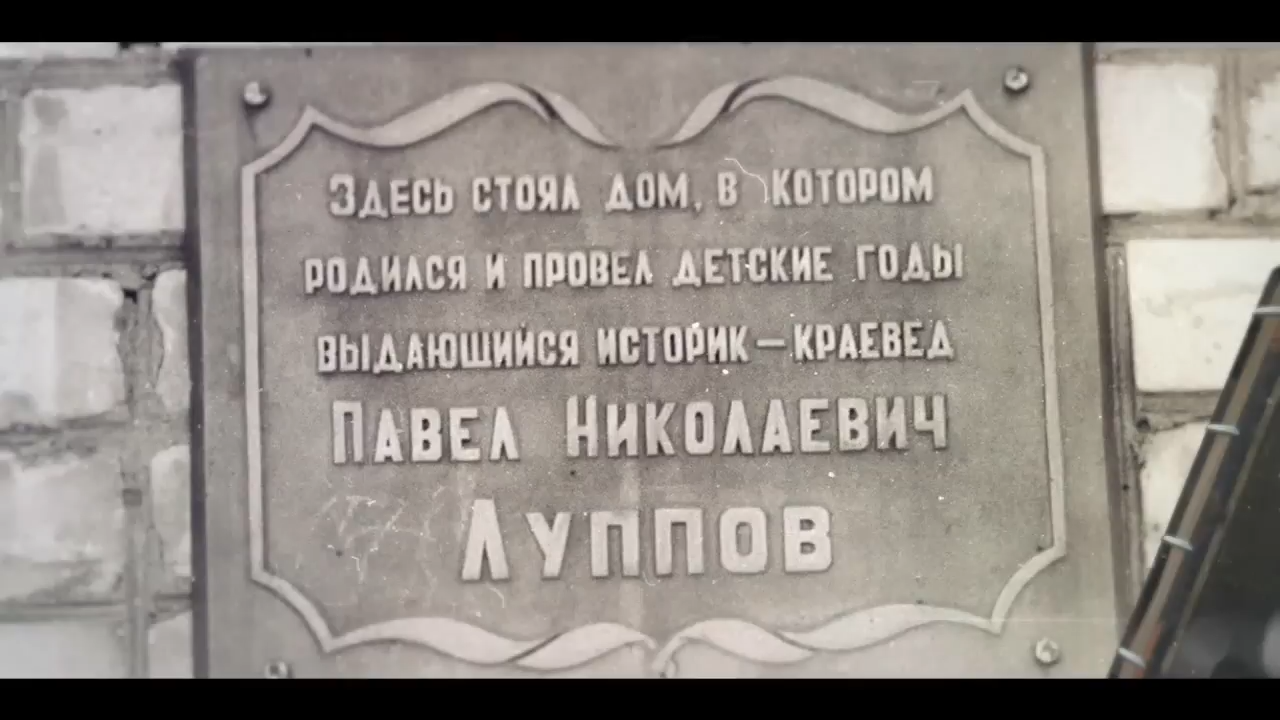 Здесь стоял дом, в котором
родился и провел детские годы
выдающийся историк — краевед
Павел Николаевич
Луппов